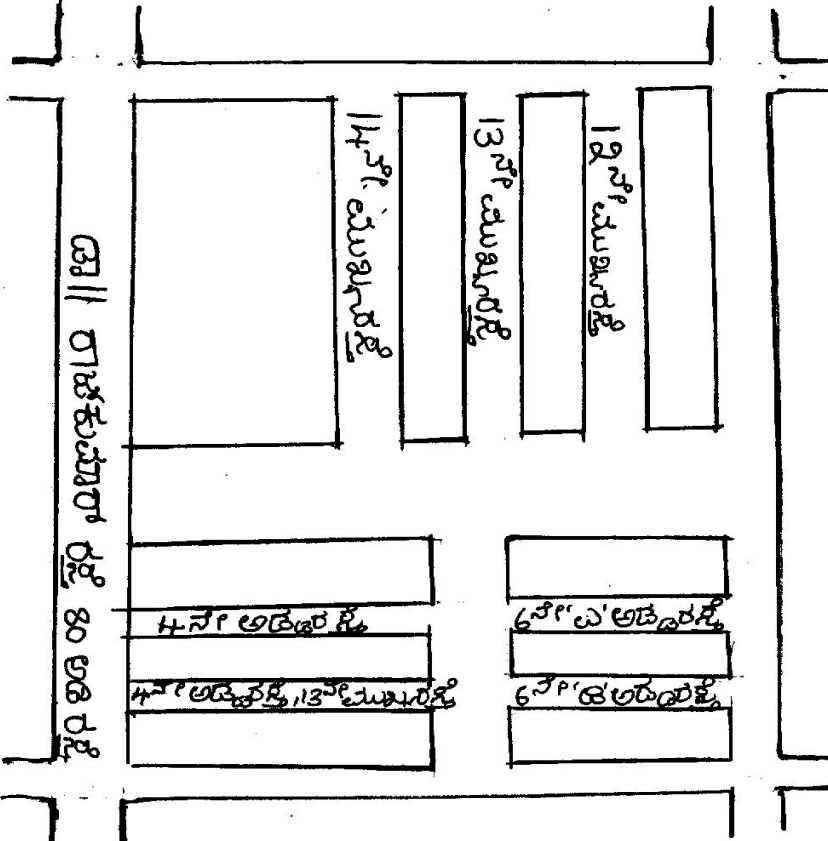 14ನೇ ಮುಖ್ಯರಸ್ತೆ
13ನೇ ಮುಖ್ಯರಸ್ತೆ
12ನೇ ಮುಖ್ಯರಸ್ತೆ
ಡಾ|| ರಾಜಕುಮಾರ್ ರಸ್ತೆ 80 ಅಡಿ ರಸ್ತೆ
4ನೇ ಅಡ್ಡರಸ್ತೆ
6ನೇ 'ಎ' ಅಡ್ಡರಸ್ತೆ
4ನೇ ಅಡ್ಡರಸ್ತೆ, 13ನೇ ಮುಖ್ಯರಸ್ತೆ
6ನೇ 'ಬಿ' ಅಡ್ಡರಸ್ತೆ